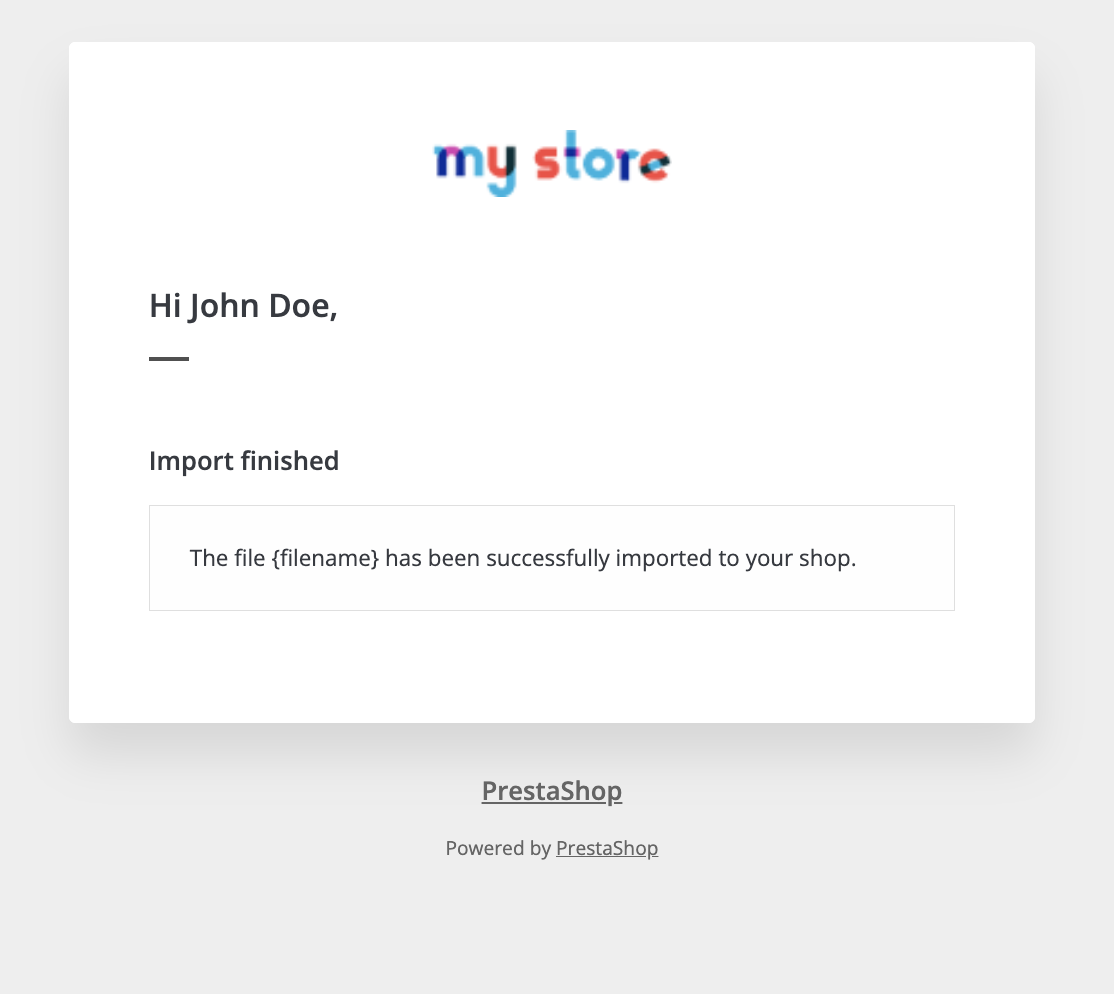 my store
Hi John Doe,
Import finished
The file {filename} has been successfully imported to your shop.
PrestaShop
Powered by PrestaShop